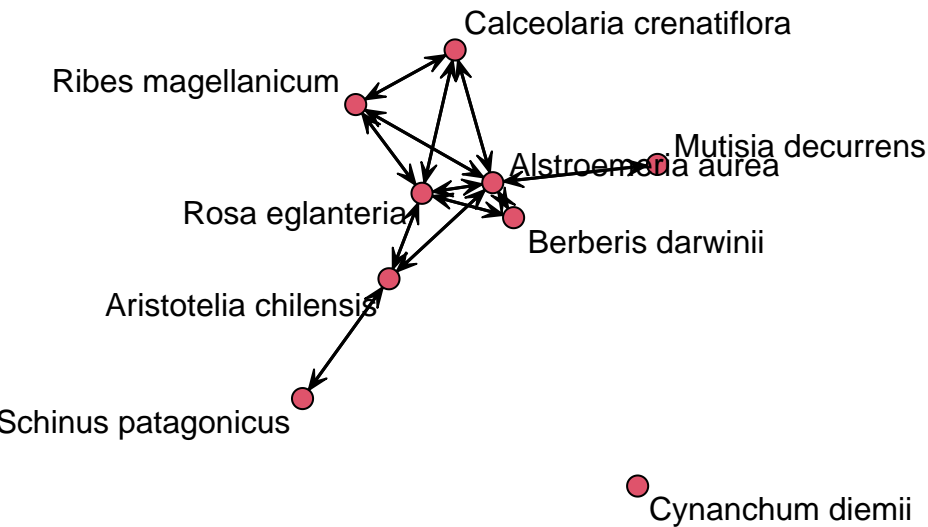 Calceolaria crenatiflora
Ribes magellanicum
Mutisia decurrens
Alstroemeria aurea
Rosa eglanteria
Berberis darwinii
Aristotelia chilensis
Schinus patagonicus
Cynanchum diemii